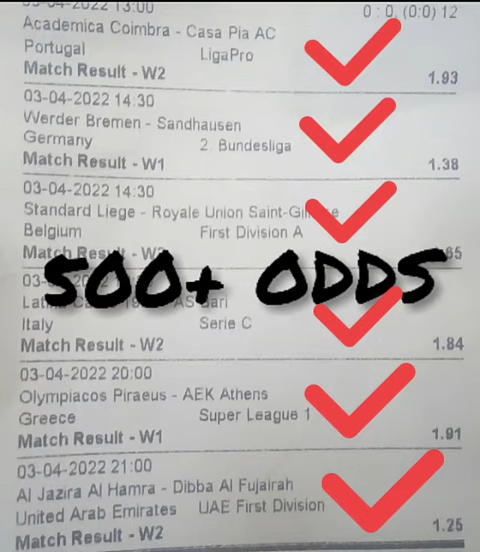 03-04-2022 13:00 0 : 0, (0:0) 12
Academica Coimbra - Casa Pia AC
Portugal LigaPro
Match Result - W2 1.93
03-04-2022 14:30
Werder Bremen - Sandhausen
Germany 2. Bundesliga
Match Result - W1 1.38
03-04-2022 14:30
Standard Liege - Royale Union Saint-
Belgium First Division A
Match Result -
500+ ODDS
Italy Serie C
Match Result - W2 1.84
03-04-2022 20:00
Olympiacos Piraeus - AEK Athens
Greece Super League 1
Match Result - W1 1.91
03-04-2022 21:00
Al Jazira Al Hamra - Dibba Al Fujairah
United Arab Emirates UAE First Division
Match Result - W2 1.25